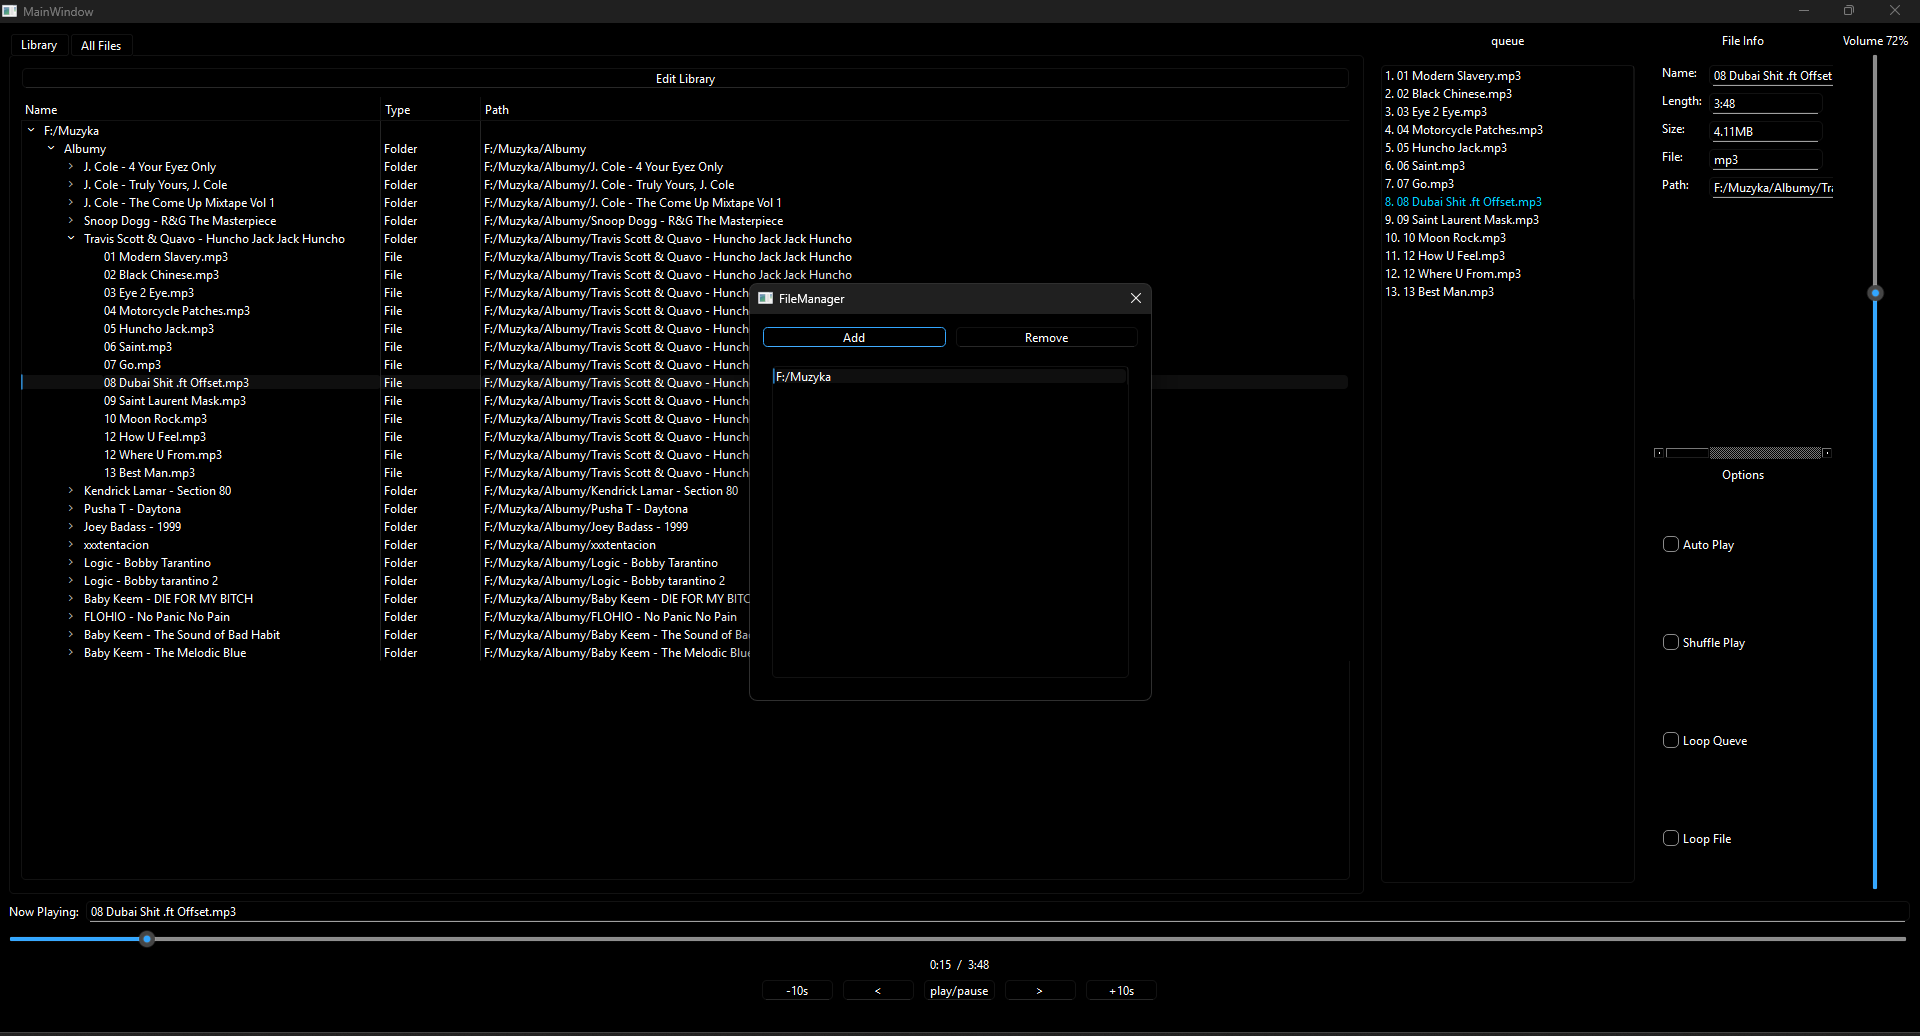 MainWindow
Library All Files
Edit Library
Name Type Path
F:/Muzyka
Albumy Folder F:/Muzyka/Albumy
J. Cole - 4 Your Eyez Only Folder F:/Muzyka/Albumy/J. Cole - 4 Your Eyez Only
J. Cole - Truly Yours, J. Cole Folder F:/Muzyka/Albumy/J. Cole - Truly Yours, J. Cole
J. Cole - The Come Up Mixtape Vol 1 Folder F:/Muzyka/Albumy/J. Cole - The Come Up Mixtape Vol 1
Snoop Dogg - R&G The Masterpiece Folder F:/Muzyka/Albumy/Snoop Dogg - R&G The Masterpiece
Travis Scott & Quavo - Huncho Jack Jack Huncho Folder F:/Muzyka/Albumy/Travis Scott & Quavo - Huncho Jack Jack Huncho
01 Modern Slavery.mp3 File F:/Muzyka/Albumy/Travis Scott & Quavo - Huncho Jack Jack Huncho
02 Black Chinese.mp3 File F:/Muzyka/Albumy/Travis Scott & Quavo - Huncho Jack Jack Huncho
03 Eye 2 Eye.mp3 File F:/Muzyka/Albumy/Travis Scott & Quavo - Hunch
04 Motorcycle Patches.mp3 File F:/Muzyka/Albumy/Travis Scott & Quavo - Hunch
05 Huncho Jack.mp3 File F:/Muzyka/Albumy/Travis Scott & Quavo - Hunch
06 Saint.mp3 File F:/Muzyka/Albumy/Travis Scott & Quavo - Hunch
07 Go.mp3 File F:/Muzyka/Albumy/Travis Scott & Quavo - Hunch
08 Dubai Shit .ft Offset.mp3 File F:/Muzyka/Albumy/Travis Scott & Quavo - Hunch
09 Saint Laurent Mask.mp3 File F:/Muzyka/Albumy/Travis Scott & Quavo - Hunch
10 Moon Rock.mp3 File F:/Muzyka/Albumy/Travis Scott & Quavo - Hunch
12 How U Feel.mp3 File F:/Muzyka/Albumy/Travis Scott & Quavo - Hunch
12 Where U From.mp3 File F:/Muzyka/Albumy/Travis Scott & Quavo - Hunch
13 Best Man.mp3 File F:/Muzyka/Albumy/Travis Scott & Quavo - Hunch
Kendrick Lamar - Section 80 Folder F:/Muzyka/Albumy/Kendrick Lamar - Section 80
Pusha T - Daytona Folder F:/Muzyka/Albumy/Pusha T - Daytona
Joey Badass - 1999 Folder F:/Muzyka/Albumy/Joey Badass - 1999
xxxtentacion Folder F:/Muzyka/Albumy/xxxtentacion
Logic - Bobby Tarantino Folder F:/Muzyka/Albumy/Logic - Bobby Tarantino
Logic - Bobby tarantino 2 Folder F:/Muzyka/Albumy/Logic - Bobby tarantino 2
Baby Keem - DIE FOR MY BITCH Folder F:/Muzyka/Albumy/Baby Keem - DIE FOR MY BITC
FLOHIO - No Panic No Pain Folder F:/Muzyka/Albumy/FLOHIO - No Panic No Pain
Baby Keem - The Sound of Bad Habit Folder F:/Muzyka/Albumy/Baby Keem - The Sound of Ba
Baby Keem - The Melodic Blue Folder F:/Muzyka/Albumy/Baby Keem - The Melodic Blu
FileManager
Add Remove
F:/Muzyka
queue
1. 01 Modern Slavery.mp3
2. 02 Black Chinese.mp3
3. 03 Eye 2 Eye.mp3
4. 04 Motorcycle Patches.mp3
5. 05 Huncho Jack.mp3
6. 06 Saint.mp3
7. 07 Go.mp3
8. 08 Dubai Shit .ft Offset.mp3
9. 09 Saint Laurent Mask.mp3
10. 10 Moon Rock.mp3
11. 12 How U Feel.mp3
12. 12 Where U From.mp3
13. 13 Best Man.mp3
File Info
Name: 08 Dubai Shit .ft Offset
Length: 3:48
Size: 4.11MB
File: mp3
Path: F:/Muzyka/Albumy/Tra
Options
Auto Play
Shuffle Play
Loop Queve
Loop File
Volume 72%
Now Playing: 08 Dubai Shit .ft Offset.mp3
0:15 / 3:48
-10s < play/pause > +10s